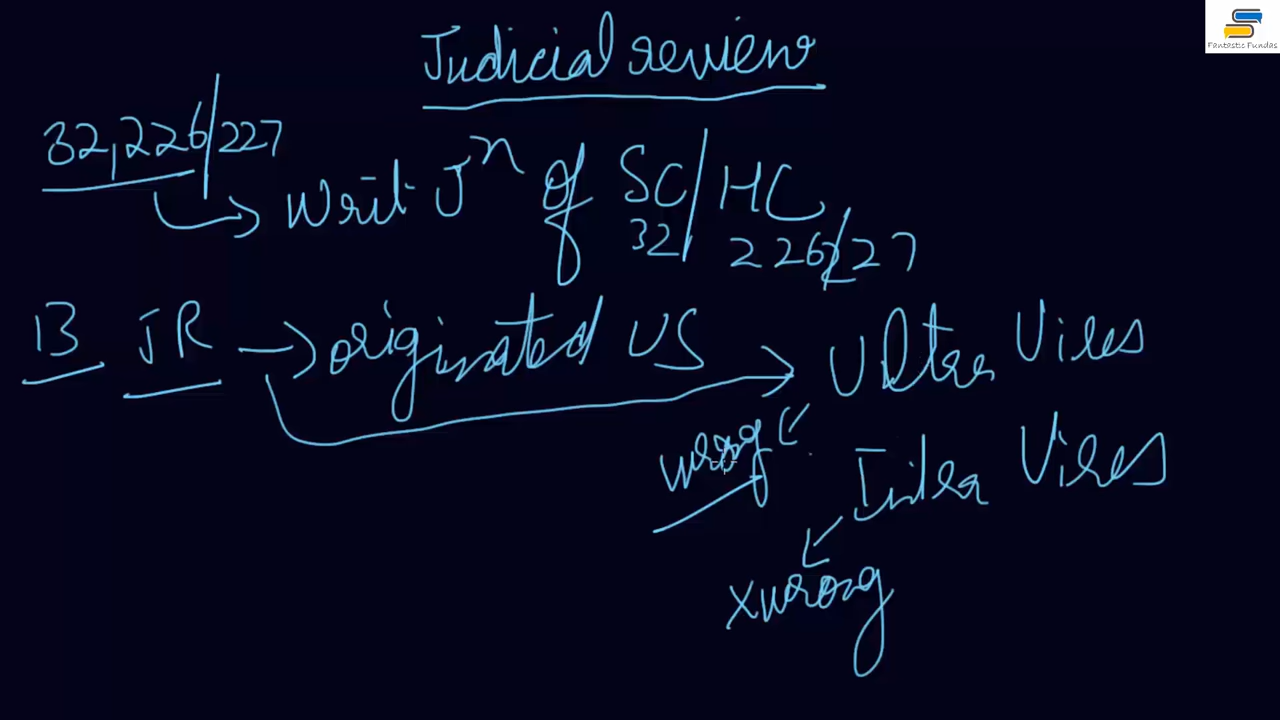 Judicial review
Fantastic Fundas
32, 226/227
Writ Jn of SC/HC
32 226/227
13 JR → originated US
Ultra Vires
wrong
Intra Vires
x wrong